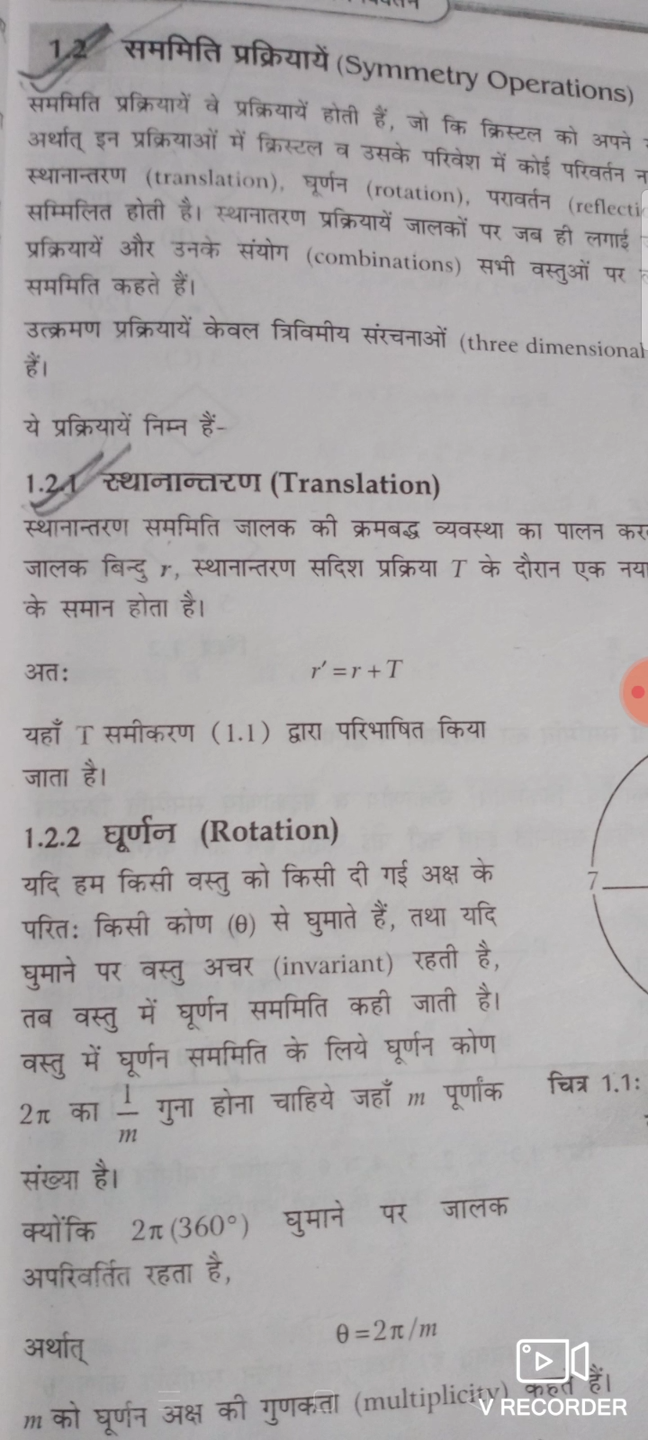 1.2 सममिति प्रक्रियायें (Symmetry Operations)
सममिति प्रक्रियायें वे प्रक्रियायें होती हैं, जो कि क्रिस्टल को अपने
अर्थात् इन प्रक्रियाओं में क्रिस्टल व उसके परिवेश में कोई परिवर्तन
स्थानान्तरण (translation), घूर्णन (rotation), परावर्तन (reflecti
सम्मिलित होती है। स्थानातरण प्रक्रियायें जालकों पर जब ही लगाई
प्रक्रियायें और उनके संयोग (combinations) सभी वस्तुओं पर
सममिति कहते हैं।
उत्क्रमण प्रक्रियायें केवल त्रिविमीय संरचनाओं (three dimensional
हैं।
ये प्रक्रियायें निम्न हैं-
1.2.1 स्थानान्तरण (Translation)
स्थानान्तरण सममिति जालक की क्रमबद्ध व्यवस्था का पालन कर
जालक बिन्दु r, स्थानान्तरण सदिश प्रक्रिया T के दौरान एक नया
के समान होता है।
अतः r' = r + T
यहाँ T समीकरण (1.1) द्वारा परिभाषित किया
जाता है।
1.2.2 घूर्णन (Rotation)
यदि हम किसी वस्तु को किसी दी गई अक्ष के
परितः किसी कोण (θ) से घुमाते हैं, तथा यदि
घुमाने पर वस्तु अचर (invariant) रहती है,
तब वस्तु में घूर्णन सममिति कही जाती है।
वस्तु में घूर्णन सममिति के लिये घूर्णन कोण
2π का 1/m गुना होना चाहिये जहाँ m पूर्णांक
संख्या है।
क्योंकि 2π (360°) घुमाने पर जालक
अपरिवर्तित रहता है,
अर्थात् θ = 2π/m
m को घूर्णन अक्ष की गुणकता (multiplicity) कहते हैं।
7
चित्र 1.1:
V RECORDER